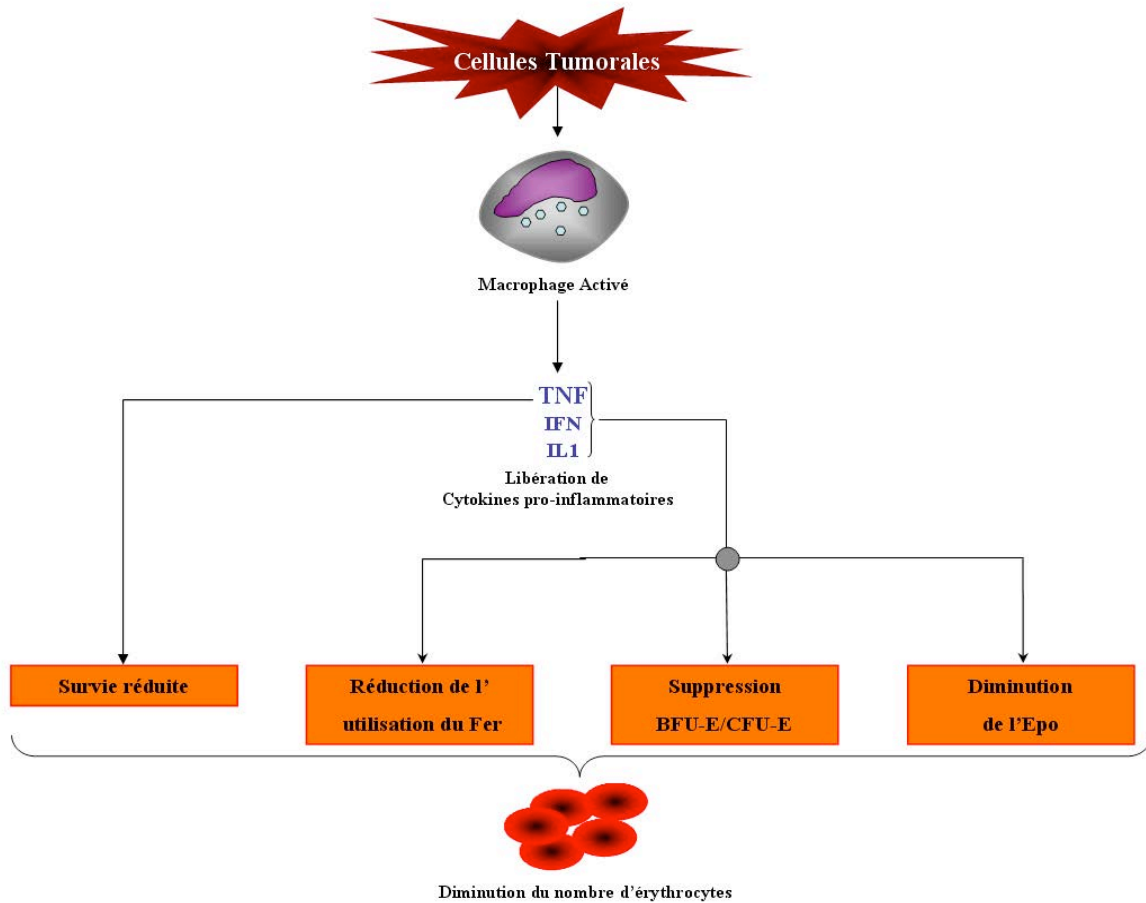 Cellules Tumorales
Macrophage Activé
TNF
IFN
IL1
Libération de
Cytokines pro-inflammatoires
Survie réduite
Réduction de l'
utilisation du Fer
Suppression
BFU-E/CFU-E
Diminution
de l'Epo
Diminution du nombre d'érythrocytes